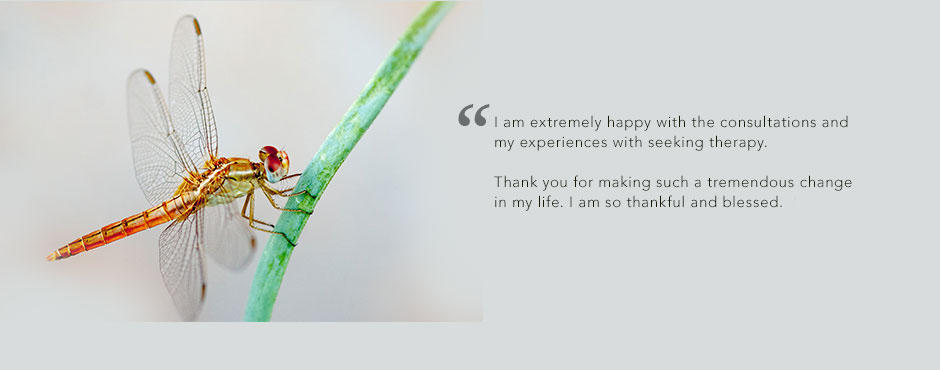 “ I am extremely happy with the consultations and
my experiences with seeking therapy.
Thank you for making such a tremendous change
in my life. I am so thankful and blessed.